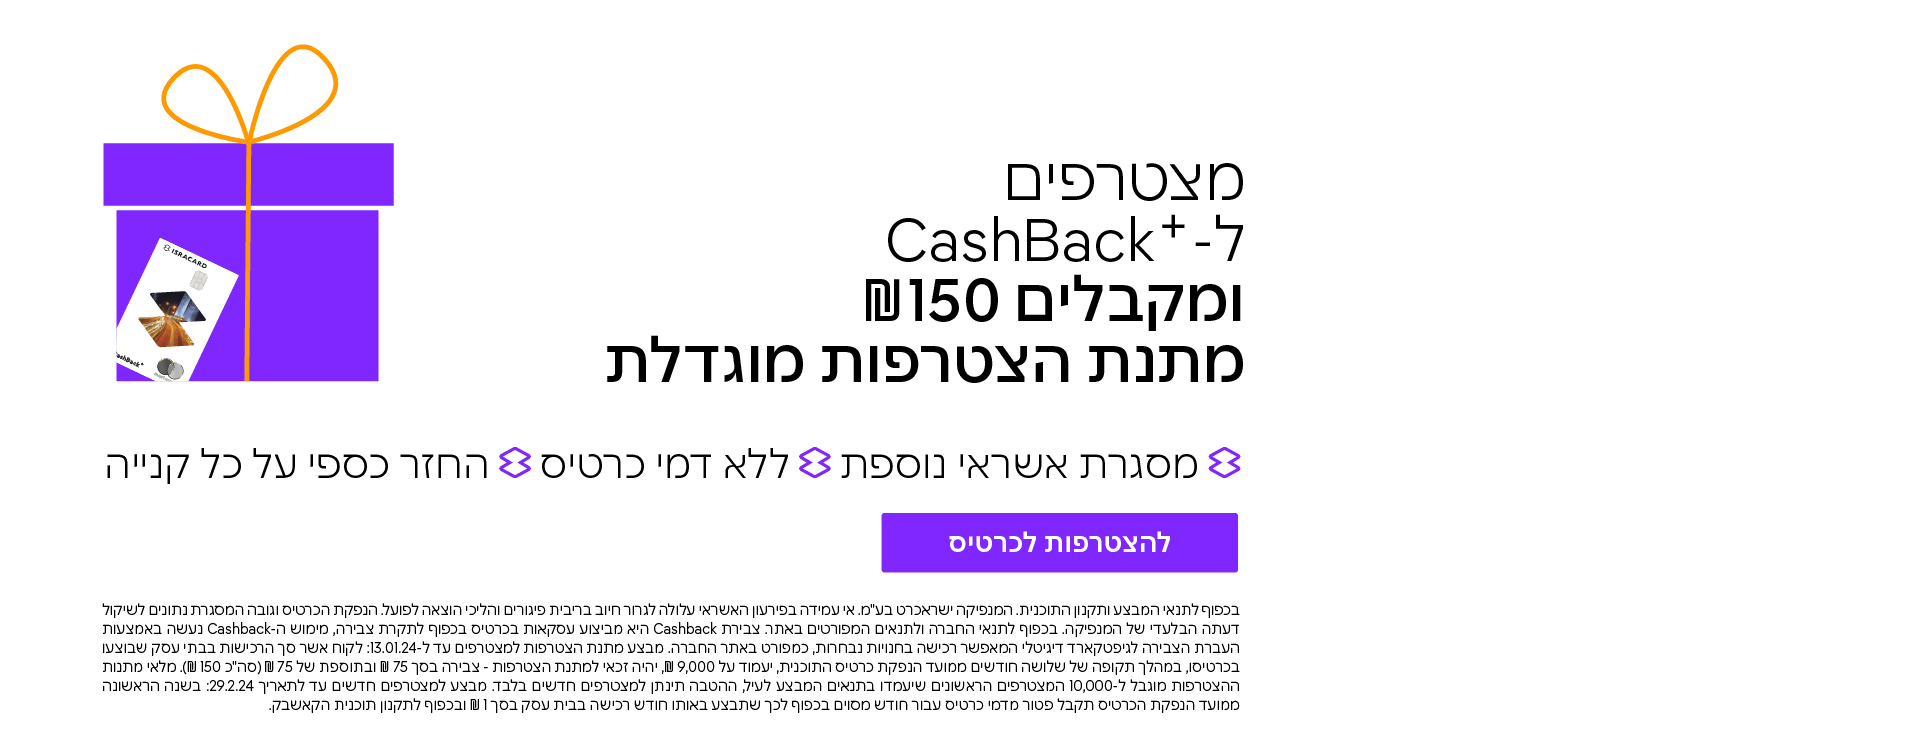 מצטרפים
ל-CashBack+
ומקבלים 150₪
מתנת הצטרפות מוגדלת
ISRACARD
CashBack+
מסגרת אשראי נוספת ללא דמי כרטיס החזר כספי על כל קנייה
להצטרפות לכרטיס
בכפוף לתנאי המבצע ותקנון התוכנית. המנפיקה ישראכרט בע"מ. אי עמידה בפירעון האשראי עלולה לגרור חיוב בריבית פיגורים והליכי הוצאה לפועל. הנפקת הכרטיס וגובה המסגרת נתונים לשיקול
דעתה הבלעדי של המנפיקה. בכפוף לתנאי החברה ולתנאים המפורטים באתר. צבירת Cashback היא מביצוע עסקאות בכרטיס בכפוף לתקרת צבירה, מימוש ה-Cashback נעשה באמצעות
העברת הצבירה לגיפטקארד דיגיטלי המאפשר רכישה בחנויות נבחרות, כמפורט באתר החברה. מבצע מתנת הצטרפות למצטרפים עד ל-13.01.24: לקוח אשר סך הרכישות בבתי עסק שבוצעו
בכרטיסו, במהלך תקופה של שלושה חודשים ממועד הנפקת כרטיס התוכנית, יעמוד על 9,000 ₪, יהיה זכאי למתנת הצטרפות - צבירה בסך 75 ₪ ובתוספת של 75 ₪ (סה"כ 150 ₪). מלאי מתנות
ההצטרפות מוגבל ל-10,000 המצטרפים הראשונים שיעמדו בתנאים המבצע לעיל, ההטבה תינתן למצטרפים חדשים בלבד. מבצע למצטרפים חדשים עד לתאריך 29.2.24: בשנה הראשונה
ממועד הנפקת הכרטיס תקבל פטור מדמי כרטיס עבור חודש מסוים בכפוף לכך שתבצע באותו חודש רכישה בבית עסק בסך 1 ₪ ובכפוף לתקנון תוכנית הקאשבק.